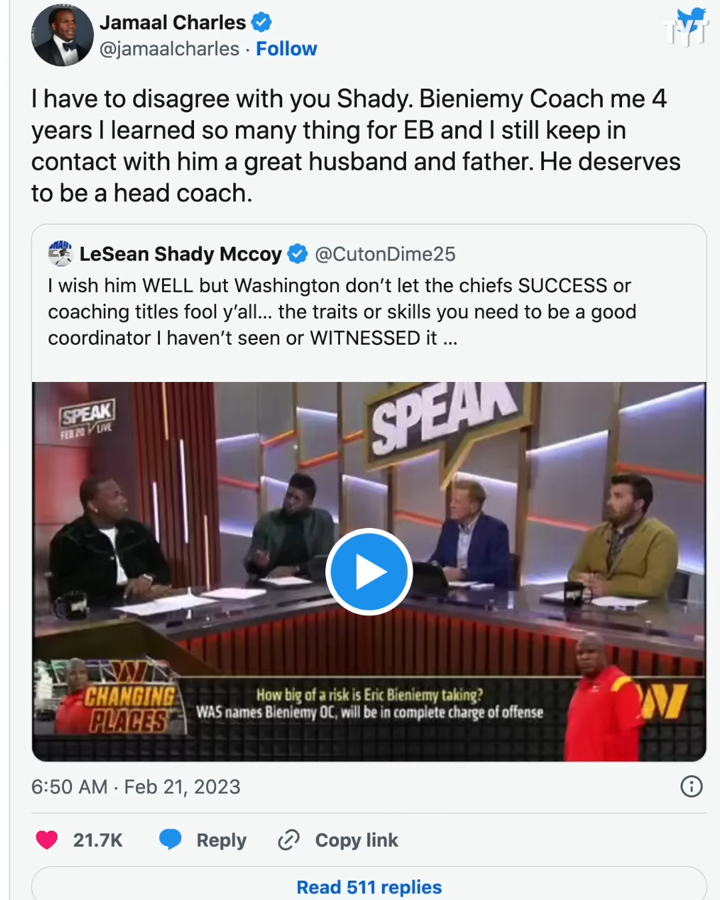 Jamaal Charles
TYT
@jamaalcharles · Follow
I have to disagree with you Shady. Bieniemy Coach me 4
years I learned so many thing for EB and I still keep in
contact with him a great husband and father. He deserves
to be a head coach.
LeSean Shady Mccoy @CutonDime25
I wish him WELL but Washington don’t let the chiefs SUCCESS or
coaching titles fool y’all... the traits or skills you need to be a good
coordinator I haven’t seen or WITNESSED it ...
SPEAK
SPEAK
FEB 20 LIVE
CHANGING
PLACES
How big of a risk is Eric Bieniemy taking?
WAS names Bieniemy OC, will be in complete charge of offense
W
6:50 AM · Feb 21, 2023
21.7K Reply Copy link
Read 511 replies